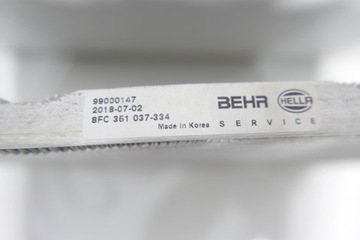 99000147
2018-07-02
8FC 351 037-334
Made in Korea
BEHR HELLA
SERVICE